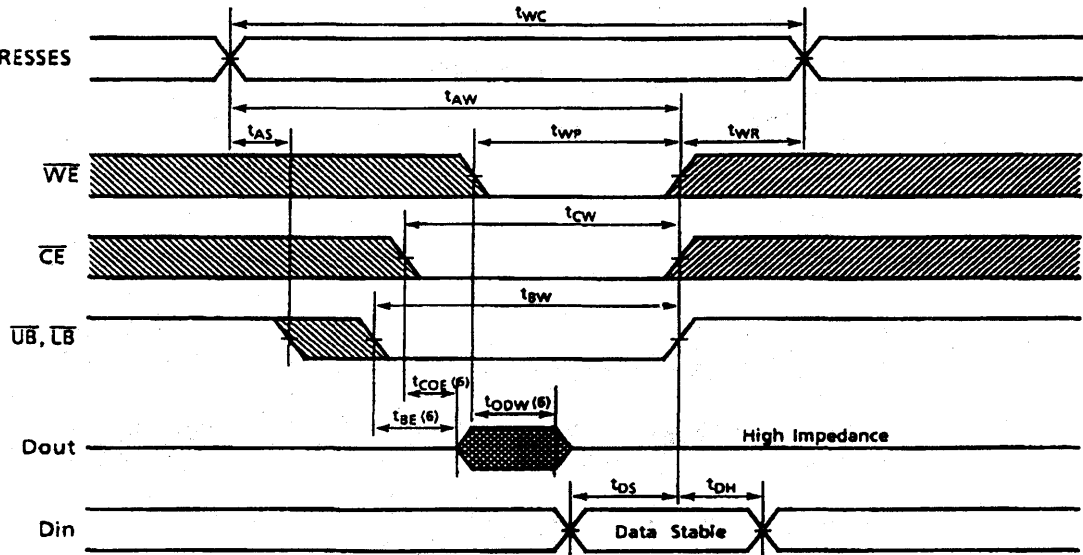 tWC
RESSES
tAW
tAS
tWP
tWR
WE
tCW
CE
tBW
UB, LB
tCOE (6)
tODW (6)
tBE (6)
High Impedance
Dout
tDS
tDH
Din
Data Stable